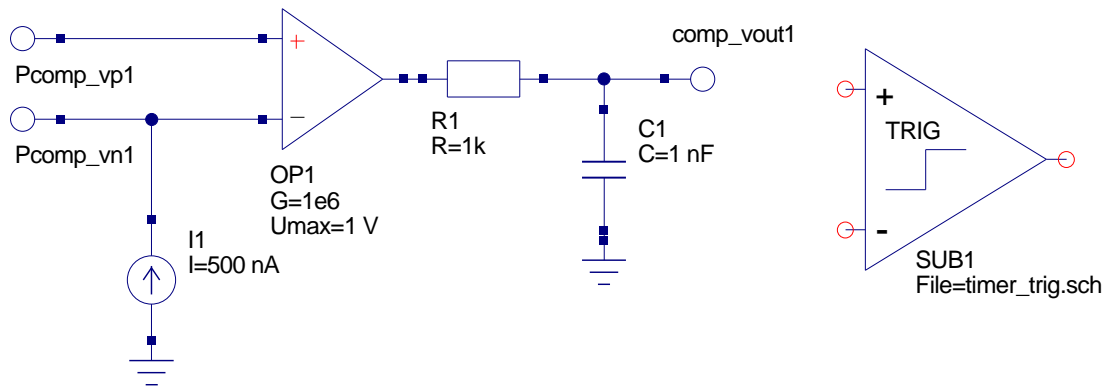 Pcomp_vp1
Pcomp_vn1
+
−
OP1
G=1e6
Umax=1 V
I1
I=500 nA
R1
R=1k
comp_vout1
C1
C=1 nF
+
TRIG
-
SUB1
File=timer_trig.sch